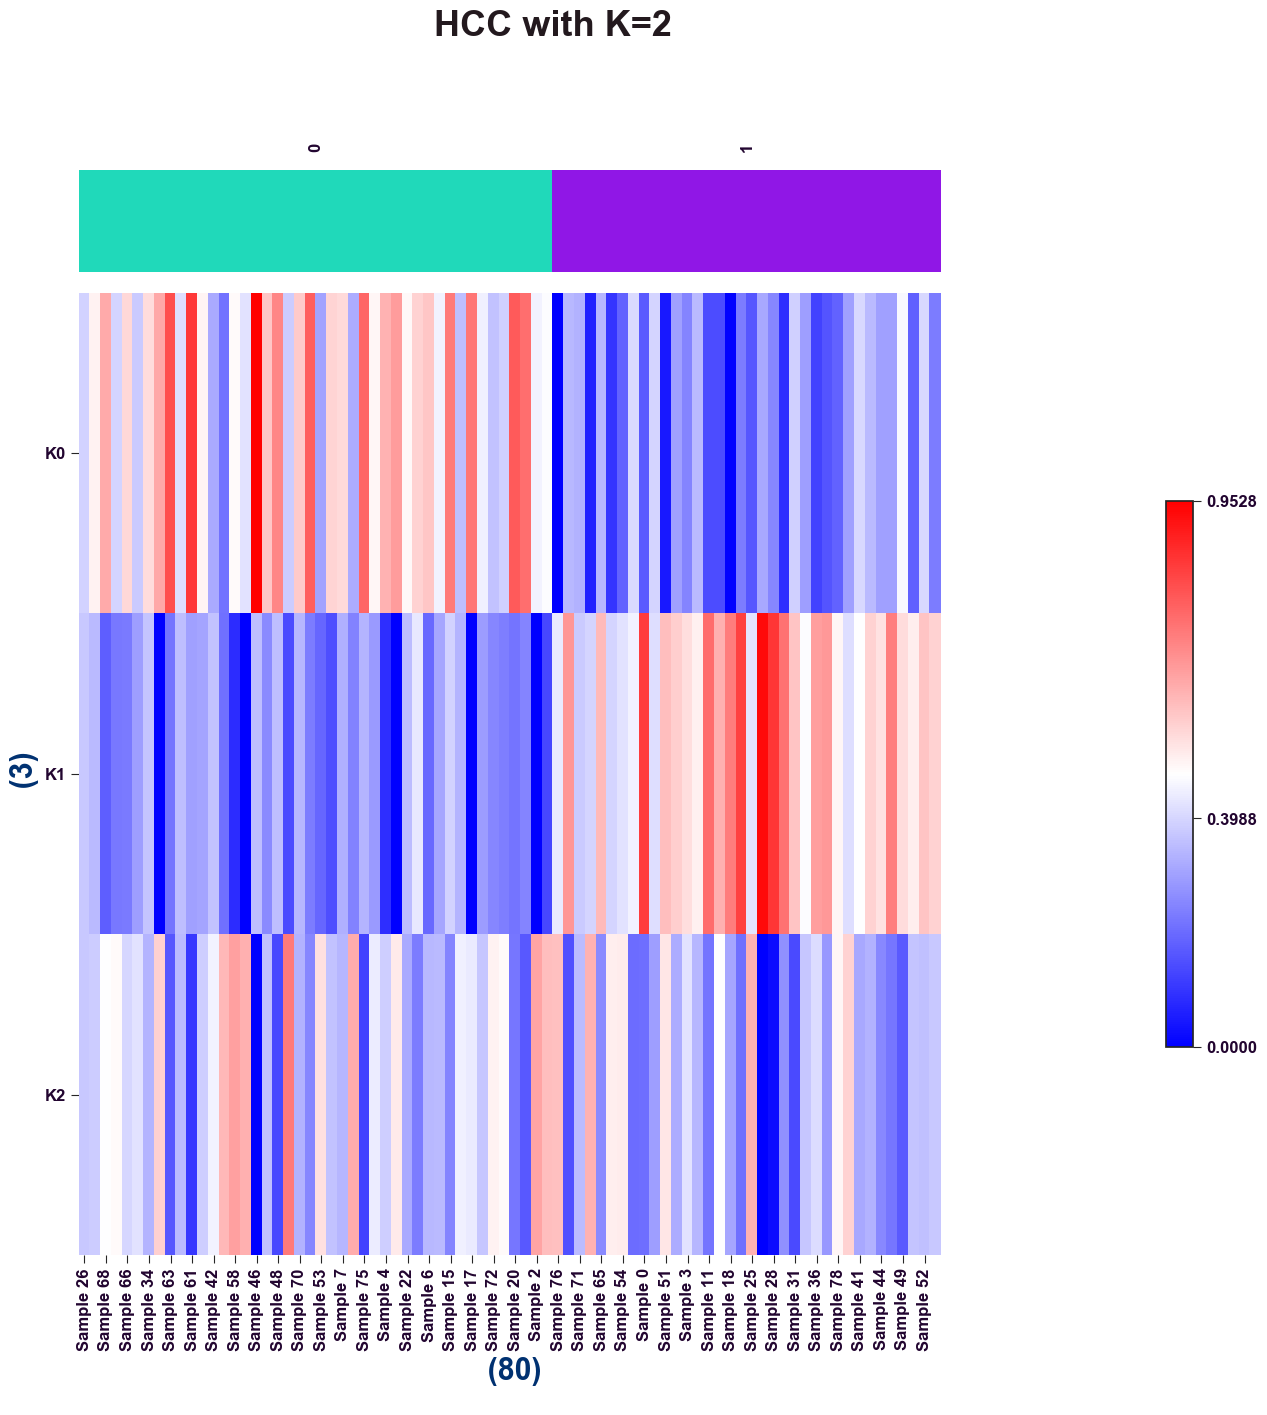 HCC with K=2
0
1
K0
K1
K2
(3)
0.9528
0.3988
0.0000
Sample 26
Sample 68
Sample 66
Sample 34
Sample 63
Sample 61
Sample 42
Sample 58
Sample 46
Sample 48
Sample 70
Sample 53
Sample 7
Sample 75
Sample 4
Sample 22
Sample 6
Sample 15
Sample 17
Sample 72
Sample 20
Sample 2
Sample 76
Sample 71
Sample 65
Sample 54
Sample 0
Sample 51
Sample 3
Sample 11
Sample 18
Sample 25
Sample 28
Sample 31
Sample 36
Sample 78
Sample 41
Sample 44
Sample 49
Sample 52
(80)